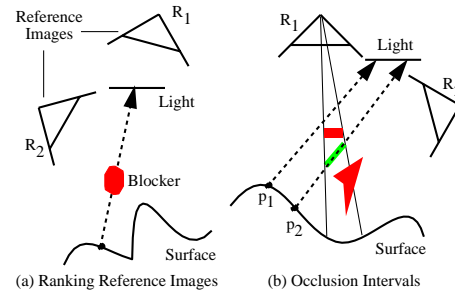 Reference
Images
R1
Light
R2
Blocker
Surface
(a) Ranking Reference Images
R1
Light
R
p1
p2
Surface
(b) Occlusion Intervals